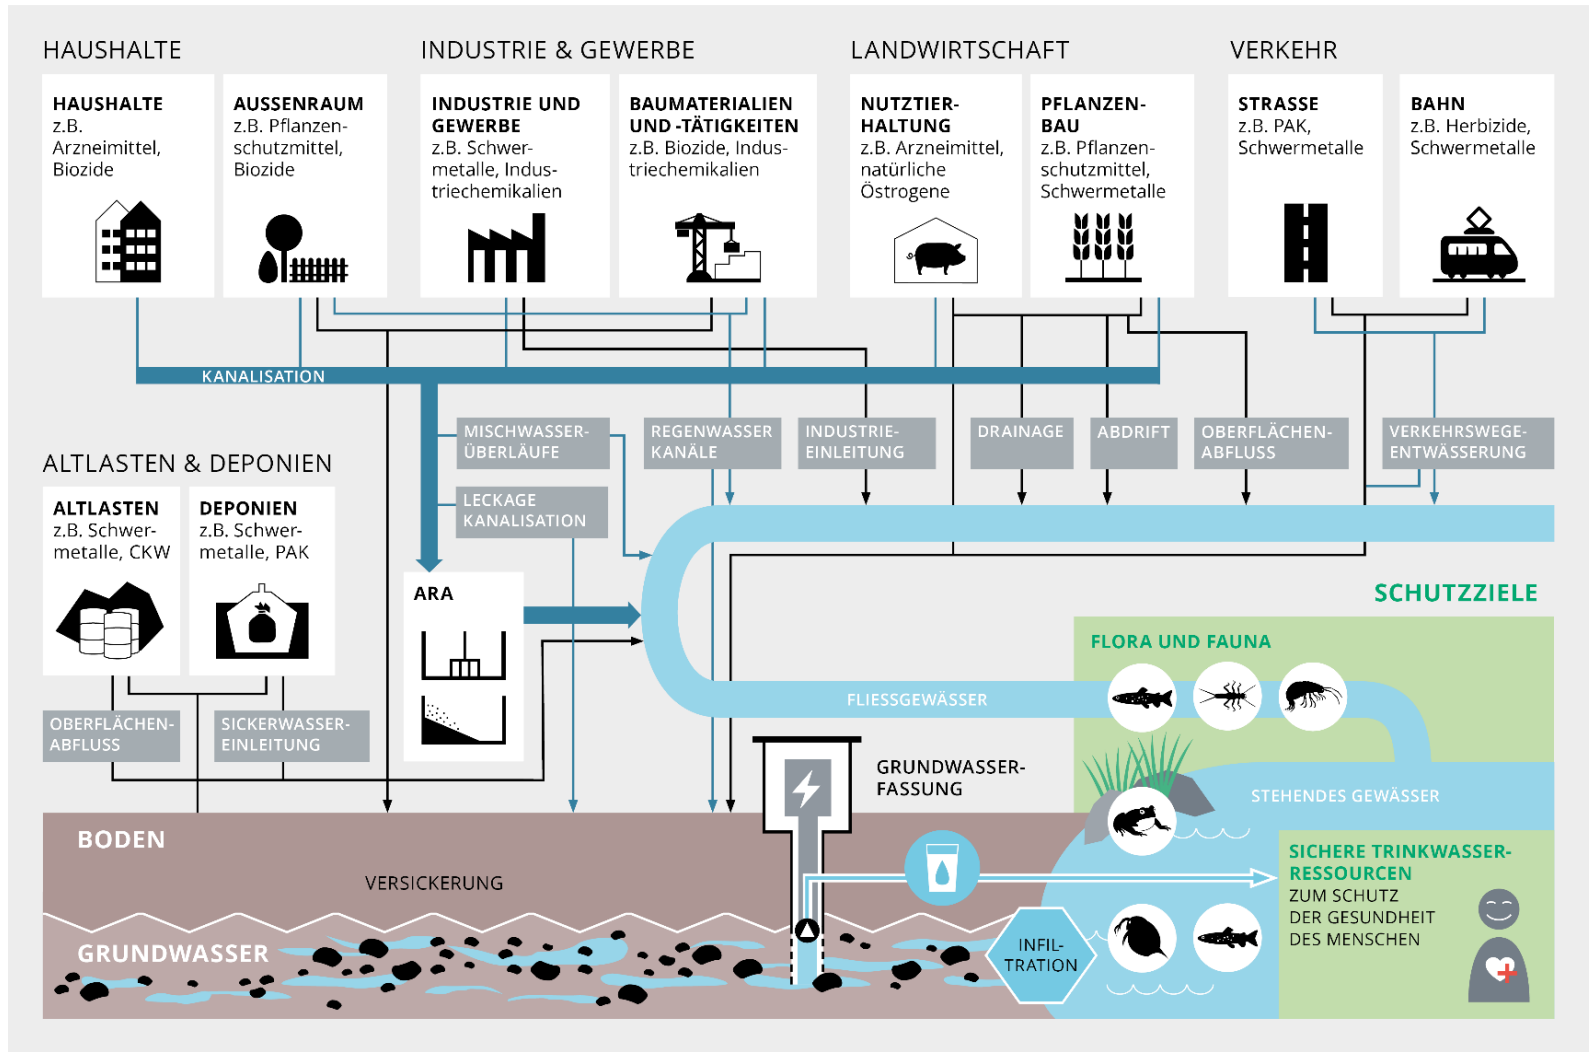 HAUSHALTE
HAUSHALTE
z.B.
Arzneimittel,
Biozide
AUSSENRAUM
z.B. Pflanzen-
schutzmittel,
Biozide
INDUSTRIE & GEWERBE
INDUSTRIE UND
GEWERBE
z.B. Schwer-
metalle, Indus-
triechemikalien
BAUMATERIALIEN
UND -TÄTIGKEITEN
z.B. Biozide, Indus-
triechemikalien
LANDWIRTSCHAFT
NUTZTIER-
HALTUNG
z.B. Arzneimittel,
natürliche
Östrogene
PFLANZEN-
BAU
z.B. Pflanzen-
schutzmittel,
Schwermetalle
VERKEHR
STRASSE
z.B. PAK,
Schwermetalle
BAHN
z.B. Herbizide,
Schwermetalle
KANALISATION
MISCHWASSER-
ÜBERLÄUFE
REGENWASSER
KANÄLE
INDUSTRIE-
EINLEITUNG
DRAINAGE
ABDRIFT
OBERFLÄCHEN-
ABFLUSS
VERKEHRSWEGE-
ENTWÄSSERUNG
LECKAGE
KANALISATION
ALTLASTEN & DEPONIEN
ALTLASTEN
z.B. Schwer-
metalle, CKW
DEPONIEN
z.B. Schwer-
metalle, PAK
OBERFLÄCHEN-
ABFLUSS
SICKERWASSER-
EINLEITUNG
ARA
SCHUTZZIELE
FLORA UND FAUNA
FLIESSGEWÄSSER
GRUNDWASSER-
FASSUNG
STEHENDES GEWÄSSER
BODEN
VERSICKERUNG
GRUNDWASSER
INFIL-
TRATION
SICHERE TRINKWASSER-
RESSOURCEN
ZUM SCHUTZ
DER GESUNDHEIT
DES MENSCHEN